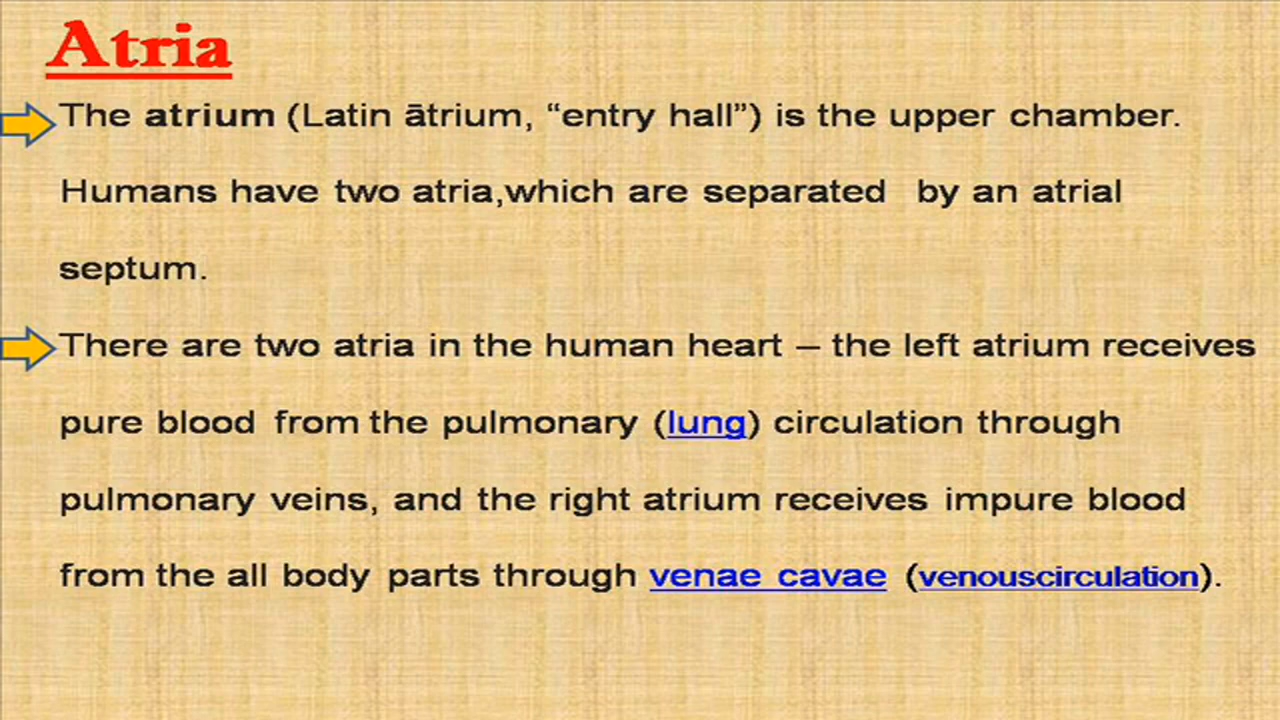 Atria
The atrium (Latin ātrium, “entry hall”) is the upper chamber.
Humans have two atria,which are separated by an atrial
septum.
There are two atria in the human heart – the left atrium receives
pure blood from the pulmonary (lung) circulation through
pulmonary veins, and the right atrium receives impure blood
from the all body parts through venae cavae (venouscirculation).